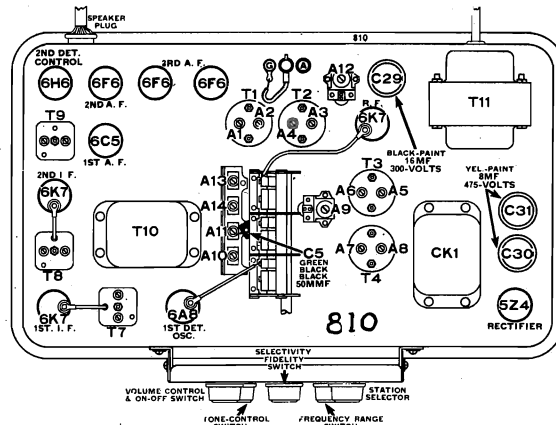 SPEAKER
PLUG
810
2ND DET.
CONTROL
2RD A. F.
6H6
6F6
6F6
6F6
2ND A. F.
G
A
A12
C29
T11
R.F.
6K7
T9
6C5
1ST A. F.
T1
A2
A1
T2
A3
A4
BLACK-PAINT
16 MF
300-VOLTS
YEL.-PAINT
8MF
475-VOLTS
2ND I. F.
6K7
A13
A14
A11
A10
T3
A6
A5
A9
C31
T10
T8
C5
GREEN
BLACK
BLACK
50MMF
A7
A8
T4
CK1
C30
6K7
1ST. I. F.
T7
6A8
1ST DET.
OSC.
810
5Z4
RECTIFIER
SELECTIVITY
FIDELITY
SWITCH
VOLUME CONTROL
& ON-OFF SWITCH
STATION
SELECTOR
TONE-CONTROL
SWITCH
FREQUENCY RANGE
SWITCH